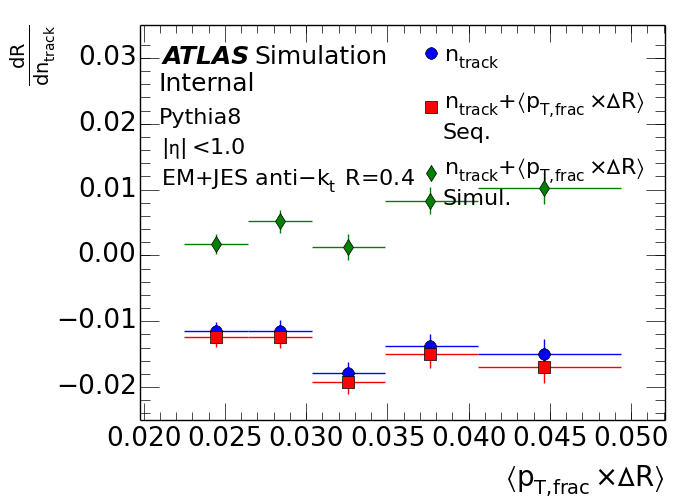 dR
dn_track
ATLAS Simulation
Internal
Pythia8
|η| <1.0
EM+JES anti−k_t R=0.4
n_track
n_track+⟨p_T,frac ×ΔR⟩
Seq.
n_track+⟨p_T,frac ×ΔR⟩
Simul.
0.03
0.02
0.01
0.00
−0.01
−0.02
0.020 0.025 0.030 0.035 0.040 0.045 0.050
⟨p_T,frac ×ΔR⟩